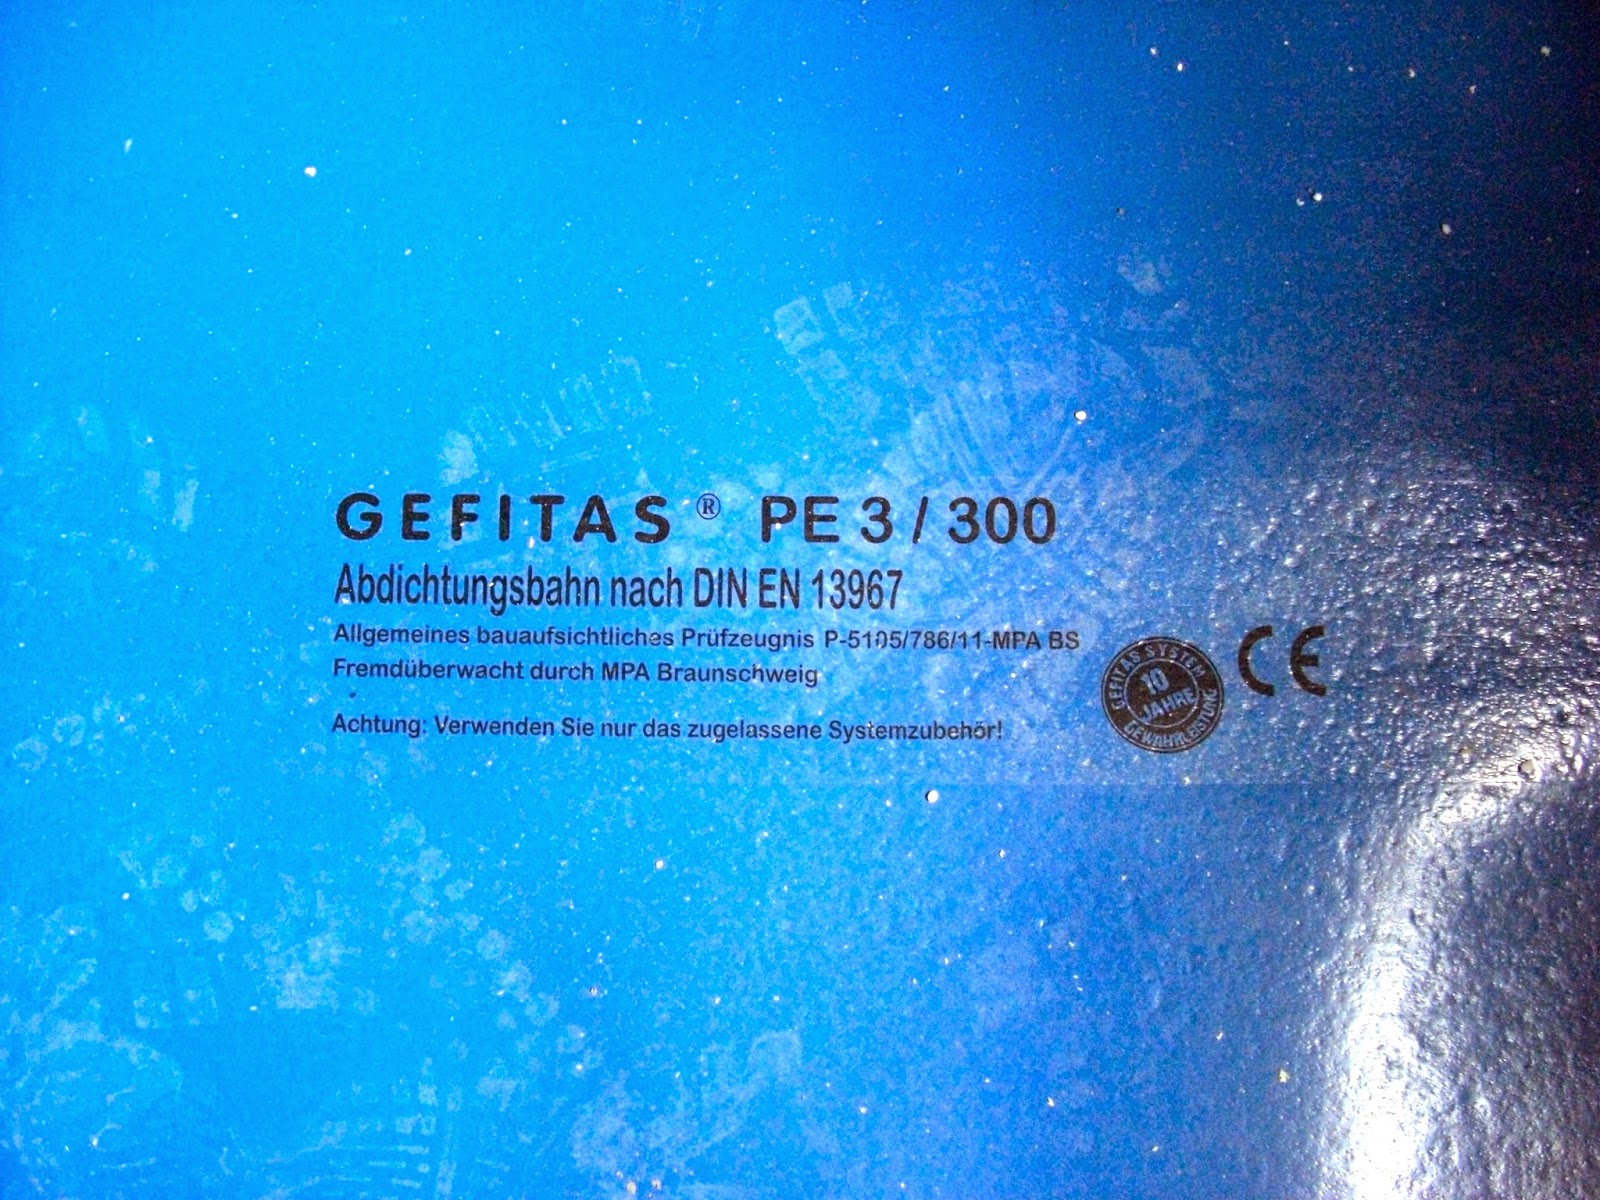 GEFITAS ® PE 3 / 300
Abdichtungsbahn nach DIN EN 13967
Allgemeines bauaufsichtliches Prüfzeugnis P-5105/786/11-MPA BS
Fremdüberwacht durch MPA Braunschweig
Achtung: Verwenden Sie nur das zugelassene Systemzubehör!
GEFITAS SYSTEM
10
JAHRE
GEWÄHRLEISTUNG
CE